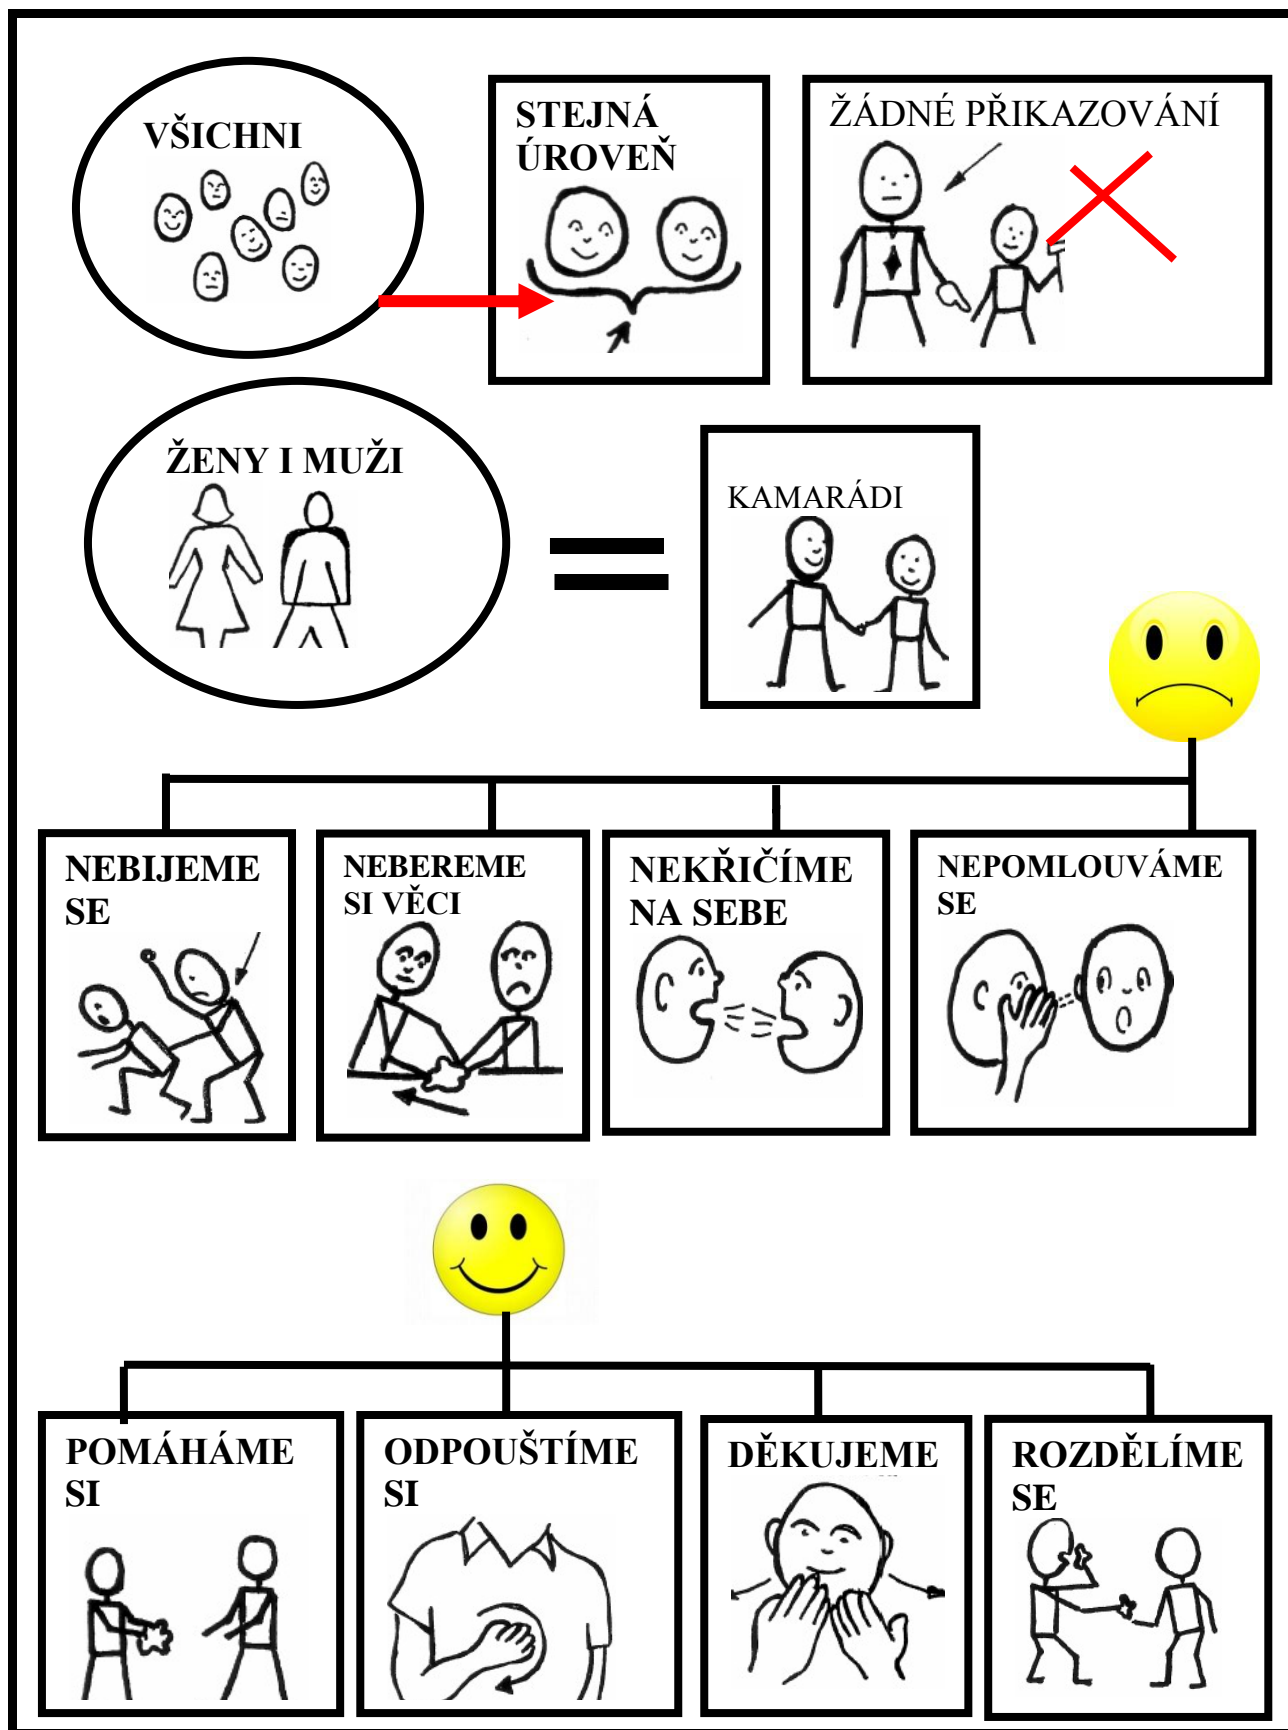 VŠICHNI
STEJNÁ
ÚROVEŇ
ŽÁDNÉ PŘIKAZOVÁNÍ
ŽENY I MUŽI
KAMARÁDI
NEBIJEME
SE
NEBEREME
SI VĚCI
NEKŘIČÍME
NA SEBE
NEPOMLOUVÁME
SE
POMÁHÁME
SI
ODPOUŠTÍME
SI
DĚKUJEME
ROZDĚLÍME
SE